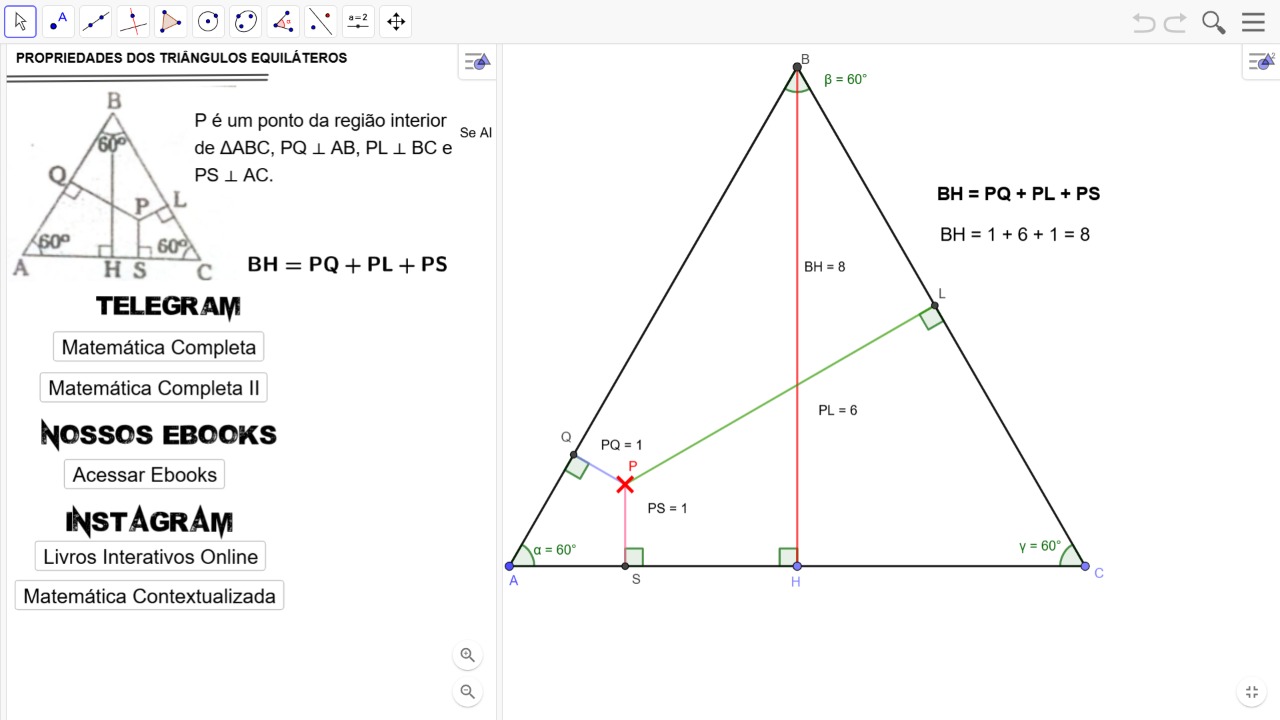 a=2
PROPRIEDADES DOS TRIÂNGULOS EQUILÁTEROS
B
60º
Q
P
L
60º
60º
A
H
S
C
P é um ponto da região interior
de ΔABC, PQ ⊥ AB, PL ⊥ BC e
PS ⊥ AC.
Se Al
BH = PQ + PL + PS
TELEGRAM
Matemática Completa
Matemática Completa II
NOSSOS EBOOKS
Acessar Ebooks
INSTAGRAM
Livros Interativos Online
Matemática Contextualizada
B
β = 60°
BH = PQ + PL + PS
BH = 1 + 6 + 1 = 8
BH = 8
L
PL = 6
Q
PQ = 1
P
PS = 1
α = 60°
γ = 60°
A
S
H
C